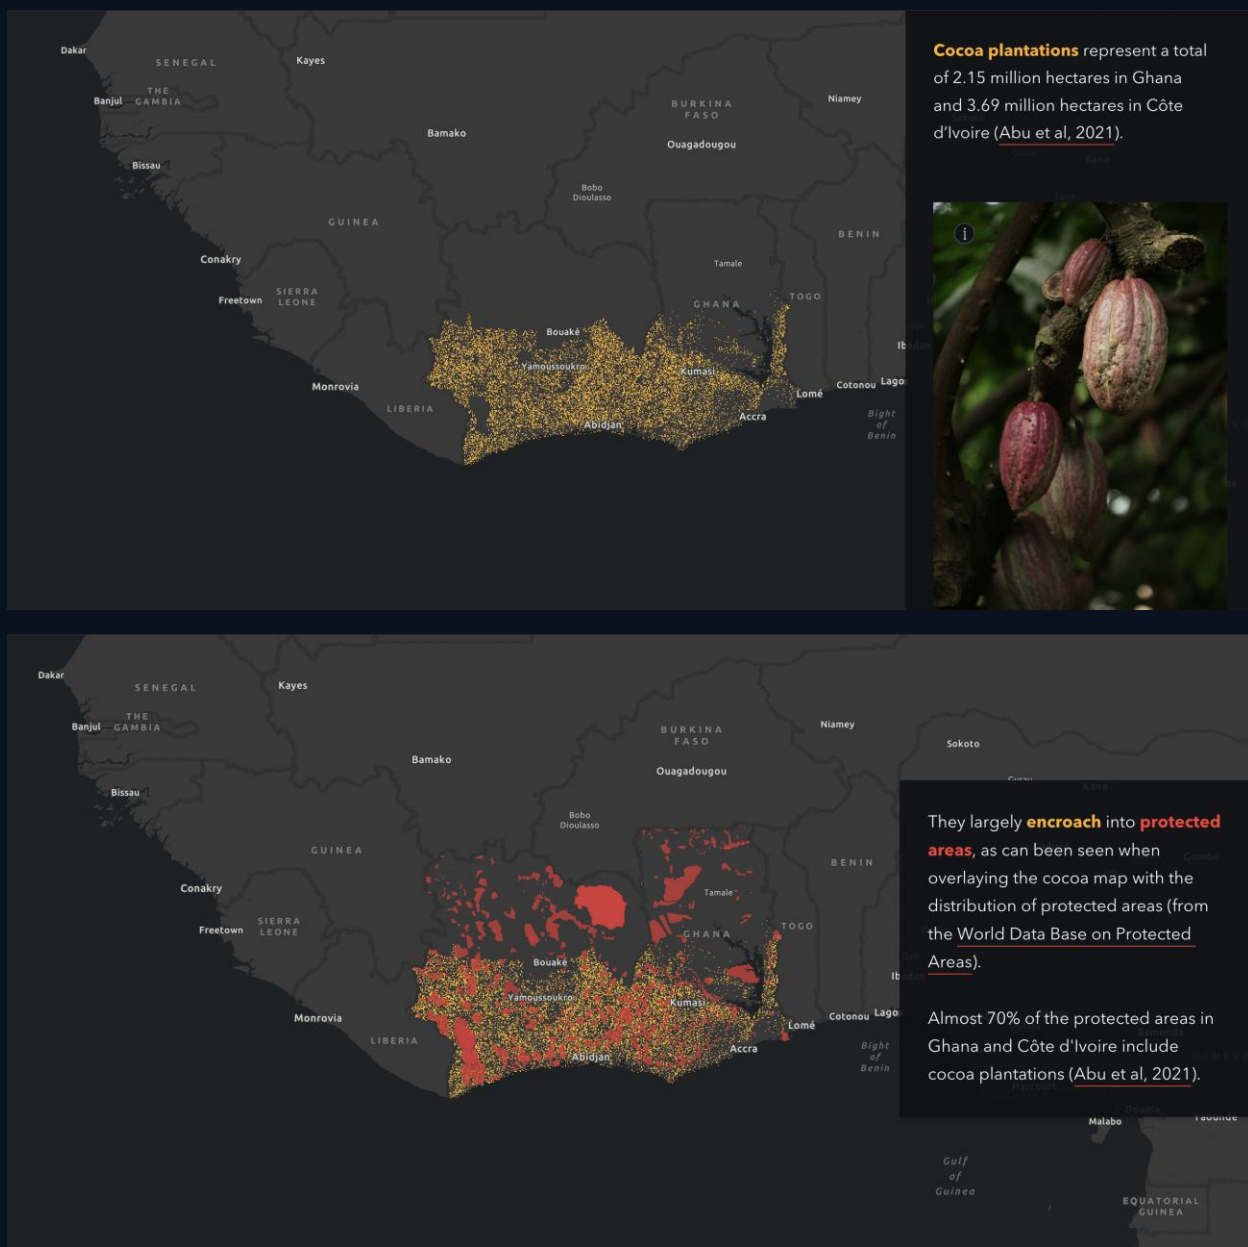 Dakar
SENEGAL
Kayes
THE
GAMBIA
Banjul
Bissau
Bamako
BURKINA
FASO
Niamey
Ouagadougou
Bobo
Dioulasso
GUINEA
BENIN
Conakry
Tamale
Freetown
SIERRA
LEONE
GHANA
TOGO
Bouaké
Yamoussoukro
Kumasi
Monrovia
LIBERIA
Lomé
Cotonou
Lago
Accra
Abidjan
Bight
of
Benin
Cocoa plantations represent a total
of 2.15 million hectares in Ghana
and 3.69 million hectares in Côte
d'Ivoire (Abu et al, 2021).
i
Dakar
SENEGAL
Kayes
THE
GAMBIA
Banjul
Bissau
Bamako
BURKINA
FASO
Niamey
Sokoto
Ouagadougou
Bobo
Dioulasso
GUINEA
BENIN
Conakry
Tamale
Freetown
SIERRA
LEONE
GHANA
TOGO
Bouaké
Yamoussoukro
Kumasi
Monrovia
LIBERIA
Lomé
Cotonou
Lago
Accra
Abidjan
Bight
of
Benin
They largely encroach into protected
areas, as can been seen when
overlaying the cocoa map with the
distribution of protected areas (from
the World Data Base on Protected
Areas).
Almost 70% of the protected areas in
Ghana and Côte d'Ivoire include
cocoa plantations (Abu et al, 2021).
Malabo
Yaoundé
Gulf
of
Guinea
EQUATORIAL
GUINEA